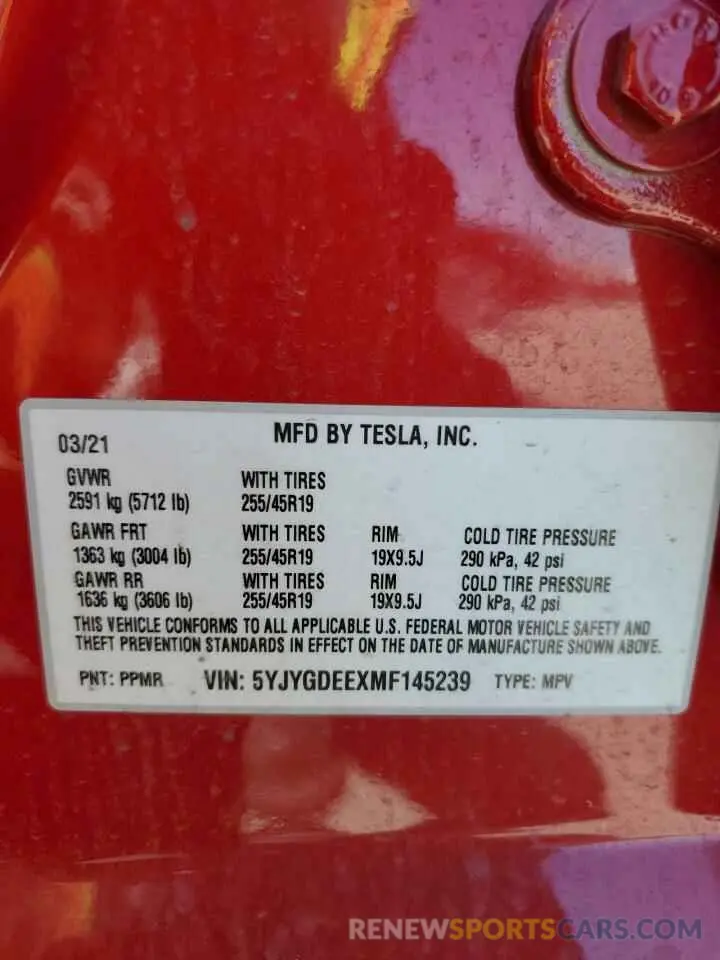 03/21
MFD BY TESLA, INC.
GVWR WITH TIRES
2591 kg (5712 lb) 255/45R19
GAWR FRT WITH TIRES RIM COLD TIRE PRESSURE
1363 kg (3004 lb) 255/45R19 19X9.5J 290 kPa, 42 psi
GAWR RR WITH TIRES RIM COLD TIRE PRESSURE
1636 kg (3606 lb) 255/45R19 19X9.5J 290 kPa, 42 psi
THIS VEHICLE CONFORMS TO ALL APPLICABLE U.S. FEDERAL MOTOR VEHICLE SAFETY AND
THEFT PREVENTION STANDARDS IN EFFECT ON THE DATE OF MANUFACTURE SHOWN ABOVE.
PNT: PPMR VIN: 5YJYGDEEXMF145239 TYPE: MPV
RENEWSPORTSCARS.COM